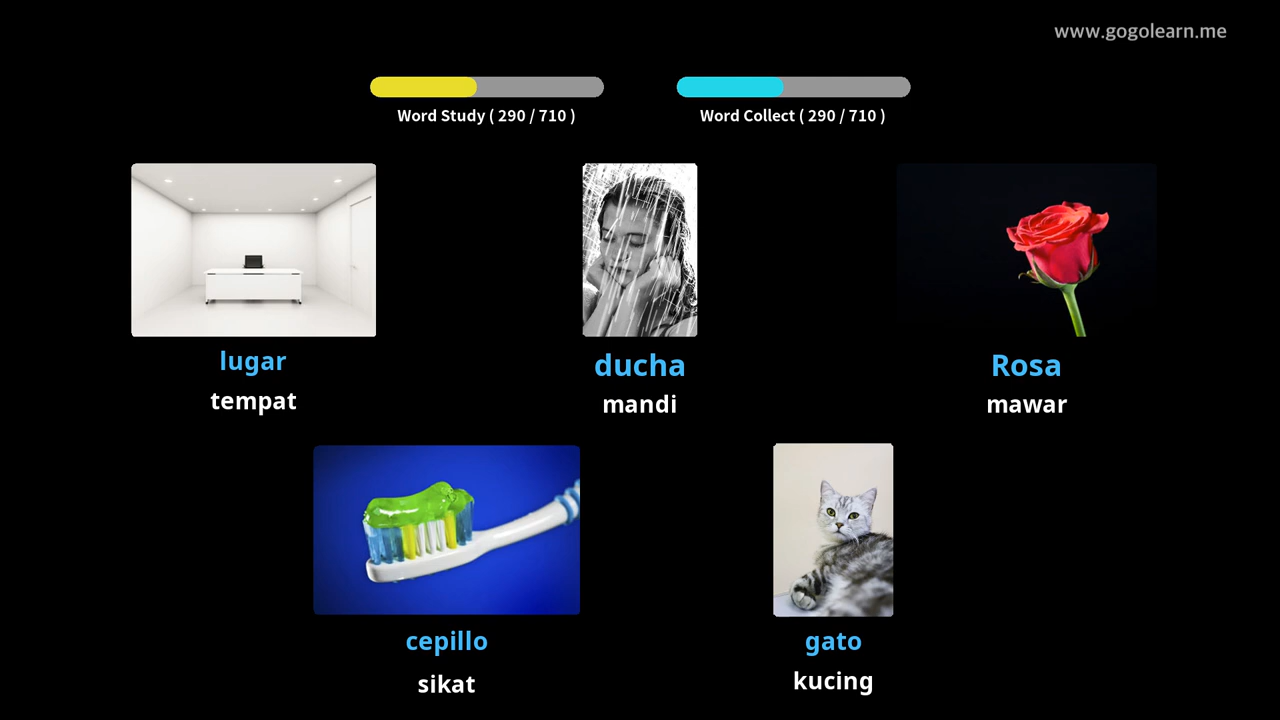 www.gogolearn.me
Word Study ( 290 / 710 )
Word Collect ( 290 / 710 )
lugar
tempat
ducha
mandi
Rosa
mawar
cepillo
sikat
gato
kucing